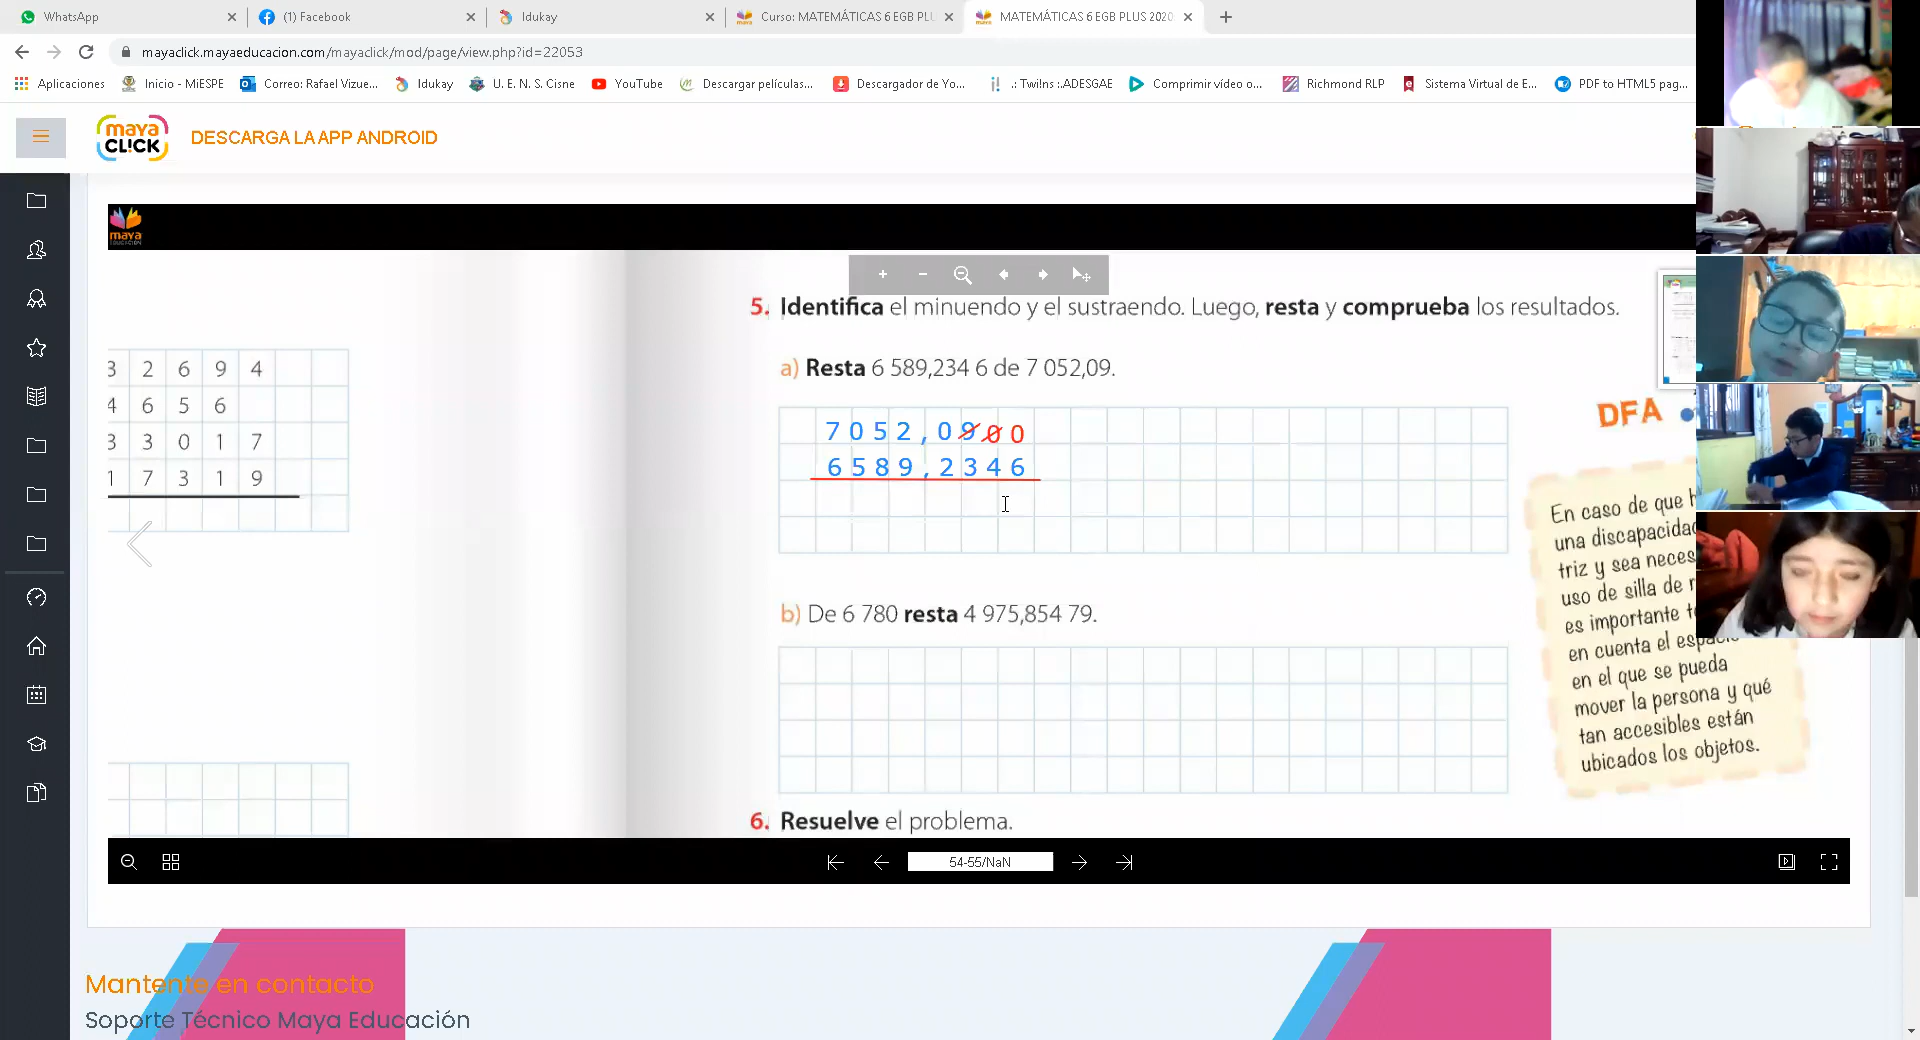 WhatsApp
(1) Facebook
Idukay
Curso: MATEMÁTICAS 6 EGB PLU
MATEMÁTICAS 6 EGB PLUS 2020
mayaclick.mayaeducacion.com/mayaclick/mod/page/view.php?id=22053
Aplicaciones
Inicio - MiESPE
Correo: Rafael Vizue...
Idukay
U. E. N. S. Cisne
YouTube
Descargar películas...
Descargador de Yo...
.: Twi!ns :.ADESGAE
Comprimir vídeo o...
Richmond RLP
Sistema Virtual de E...
PDF to HTML5 pag...
maya CLICK
DESCARGA LA APP ANDROID
maya
EDUCACIÓN
3 2 6 9 4
4 6 5 6
3 3 0 1 7
1 7 3 1 9
5. Identifica el minuendo y el sustraendo. Luego, resta y comprueba los resultados.
a) Resta 6 589,234 6 de 7 052,09.
7 0 5 2 , 0 9 0 0
6 5 8 9 , 2 3 4 6
b) De 6 780 resta 4 975,854 79.
6. Resuelve el problema.
DFA
En caso de que h
una discapacidad
triz y sea neces
uso de silla de r
es importante t
en cuenta el espacio
en el que se pueda
mover la persona y qué
tan accesibles están
ubicados los objetos.
54-55/NaN
Mantente en contacto
Soporte Técnico Maya Educación